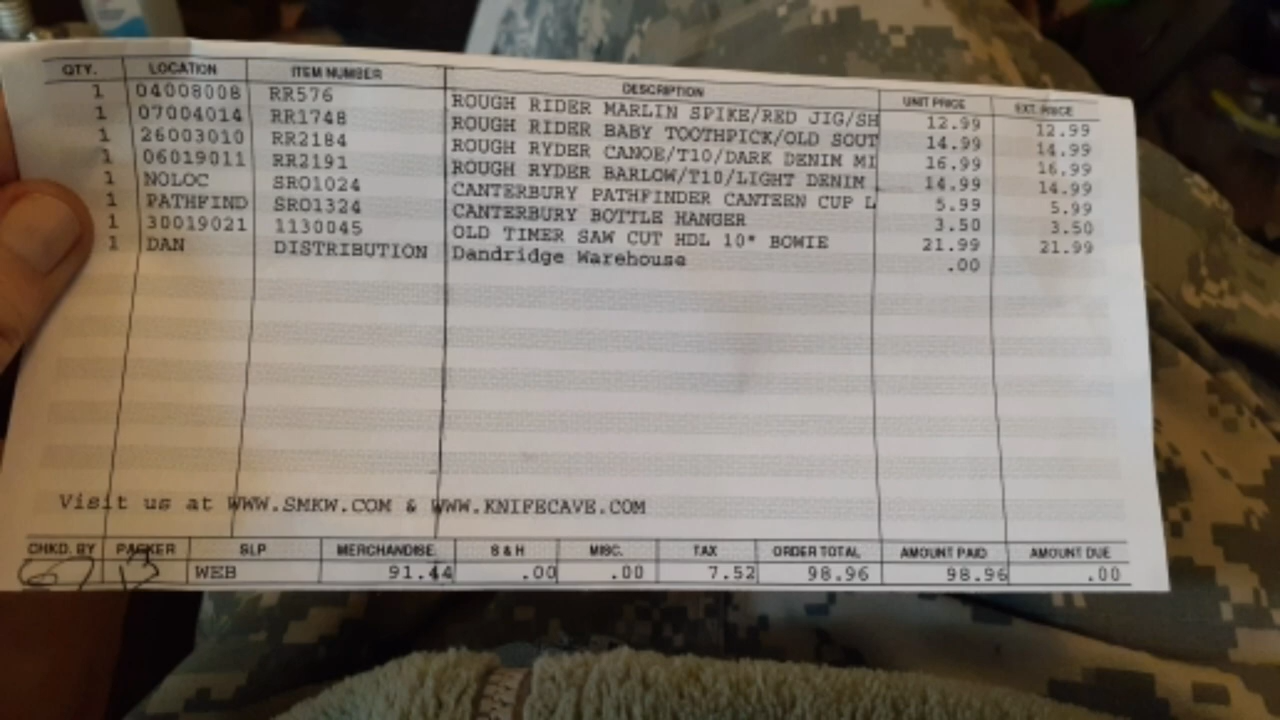 QTY. LOCATION ITEM NUMBER DESCRIPTION UNIT PRICE EXT. PRICE
1 04008008 RR576 ROUGH RIDER MARLIN SPIKE/RED JIG/SH 12.99 12.99
1 07004014 RR1748 ROUGH RIDER BABY TOOTHPICK/OLD SOUT 14.99 14.99
1 26003010 RR2184 ROUGH RYDER CANOE/T10/DARK DENIM MI 16.99 16.99
1 06019011 RR2191 ROUGH RYDER BARLOW/T10/LIGHT DENIM 14.99 14.99
1 NOLOC SRO1024 CANTERBURY PATHFINDER CANTEEN CUP L 5.99 5.99
1 PATHFIND SRO1324 CANTERBURY BOTTLE HANGER 3.50 3.50
1 30019021 1130045 OLD TIMER SAW CUT HDL 10" BOWIE 21.99 21.99
1 DAN DISTRIBUTION Dandridge Warehouse .00
Visit us at WWW.SMKW.COM & WWW.KNIFECAVE.COM
CHKD. BY PACKER SLP MERCHANDISE S & H MISC. TAX ORDER TOTAL AMOUNT PAID AMOUNT DUE
13 WEB 91.44 .00 .00 7.52 98.96 98.96 .00